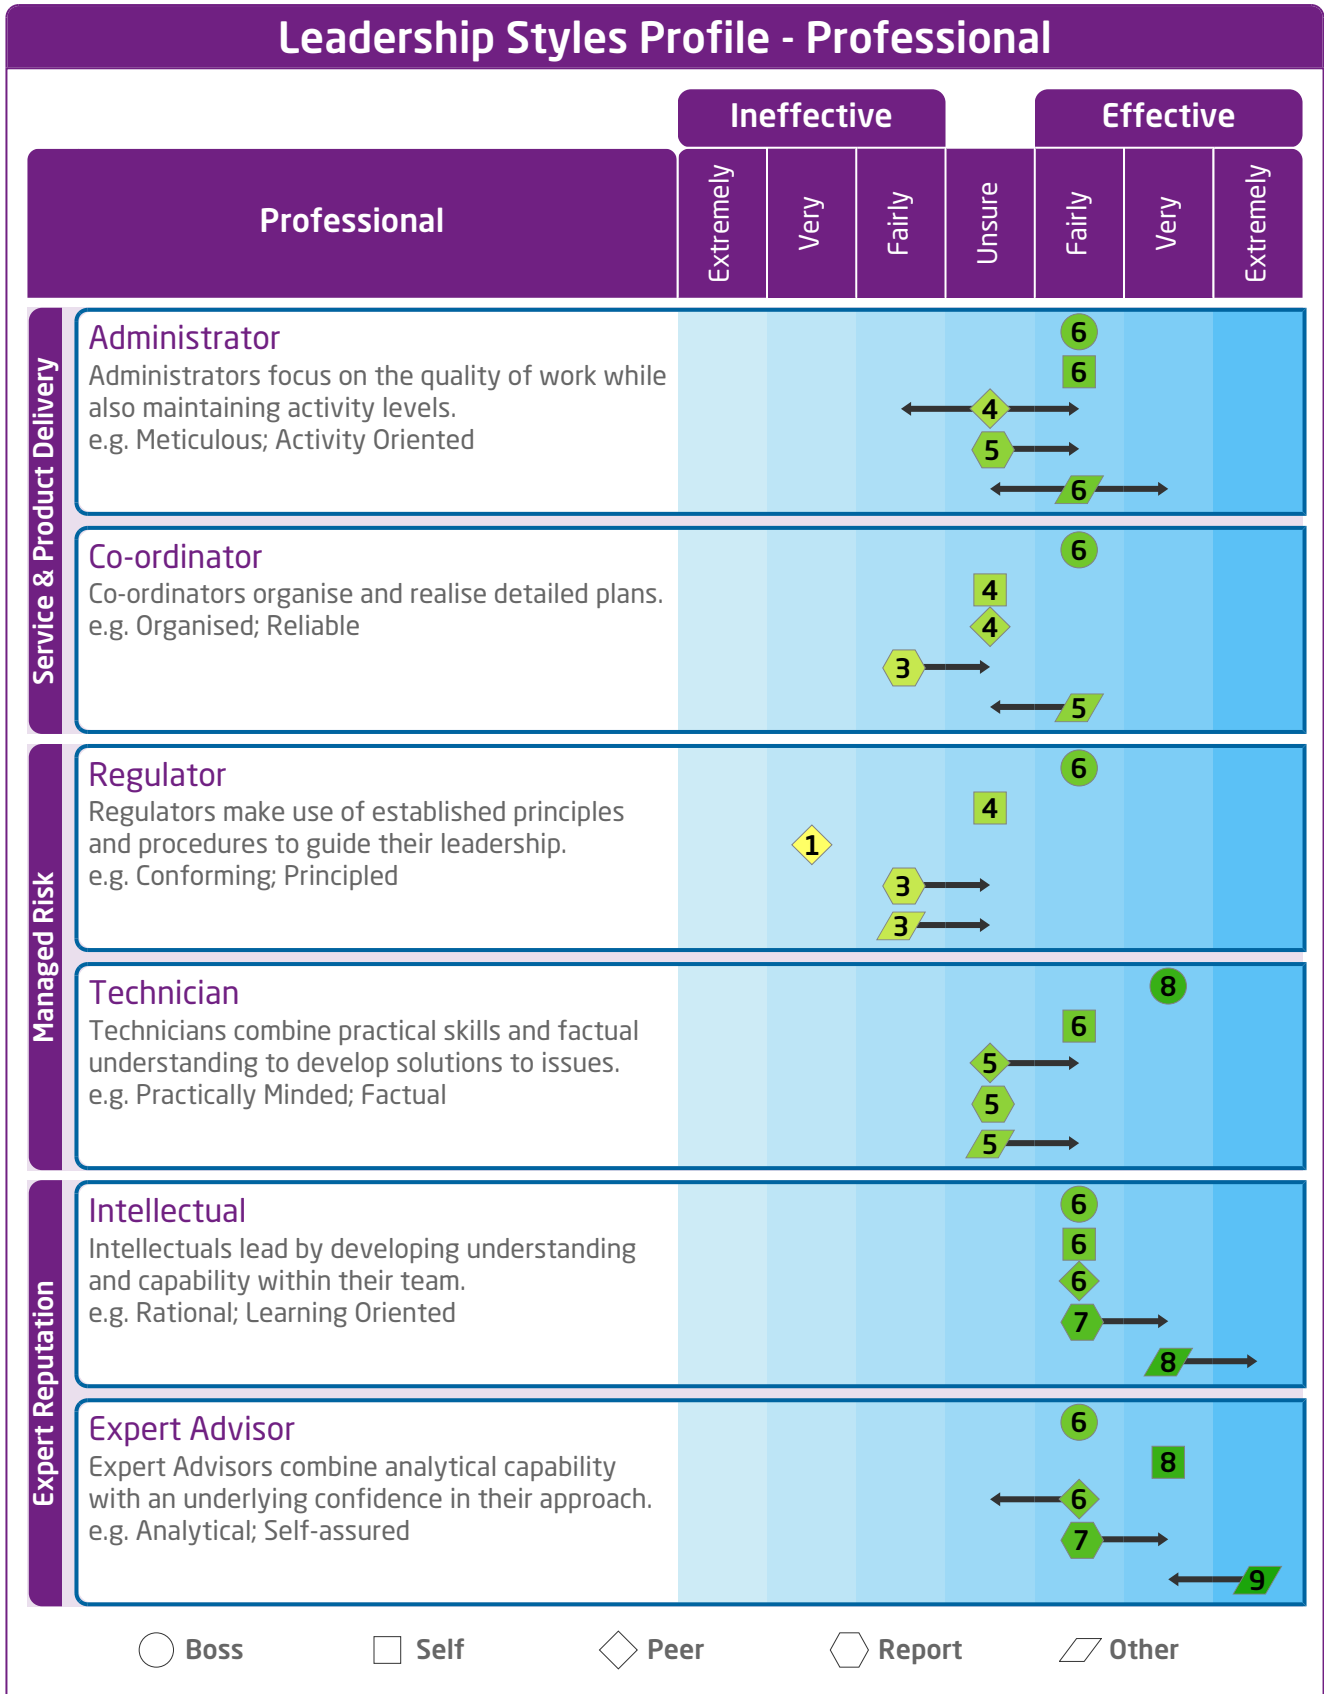 Leadership Styles Profile - Professional
Ineffective
Effective
Professional
Extremely
Very
Fairly
Unsure
Fairly
Very
Extremely
Service & Product Delivery
Administrator
Administrators focus on the quality of work while
also maintaining activity levels.
e.g. Meticulous; Activity Oriented
6
6
4
5
6
Co-ordinator
Co-ordinators organise and realise detailed plans.
e.g. Organised; Reliable
6
4
4
3
5
Managed Risk
Regulator
Regulators make use of established principles
and procedures to guide their leadership.
e.g. Conforming; Principled
6
4
1
3
3
Technician
Technicians combine practical skills and factual
understanding to develop solutions to issues.
e.g. Practically Minded; Factual
8
6
5
5
5
Expert Reputation
Intellectual
Intellectuals lead by developing understanding
and capability within their team.
e.g. Rational; Learning Oriented
6
6
6
7
8
Expert Advisor
Expert Advisors combine analytical capability
with an underlying confidence in their approach.
e.g. Analytical; Self-assured
6
8
6
7
9
Boss
Self
Peer
Report
Other